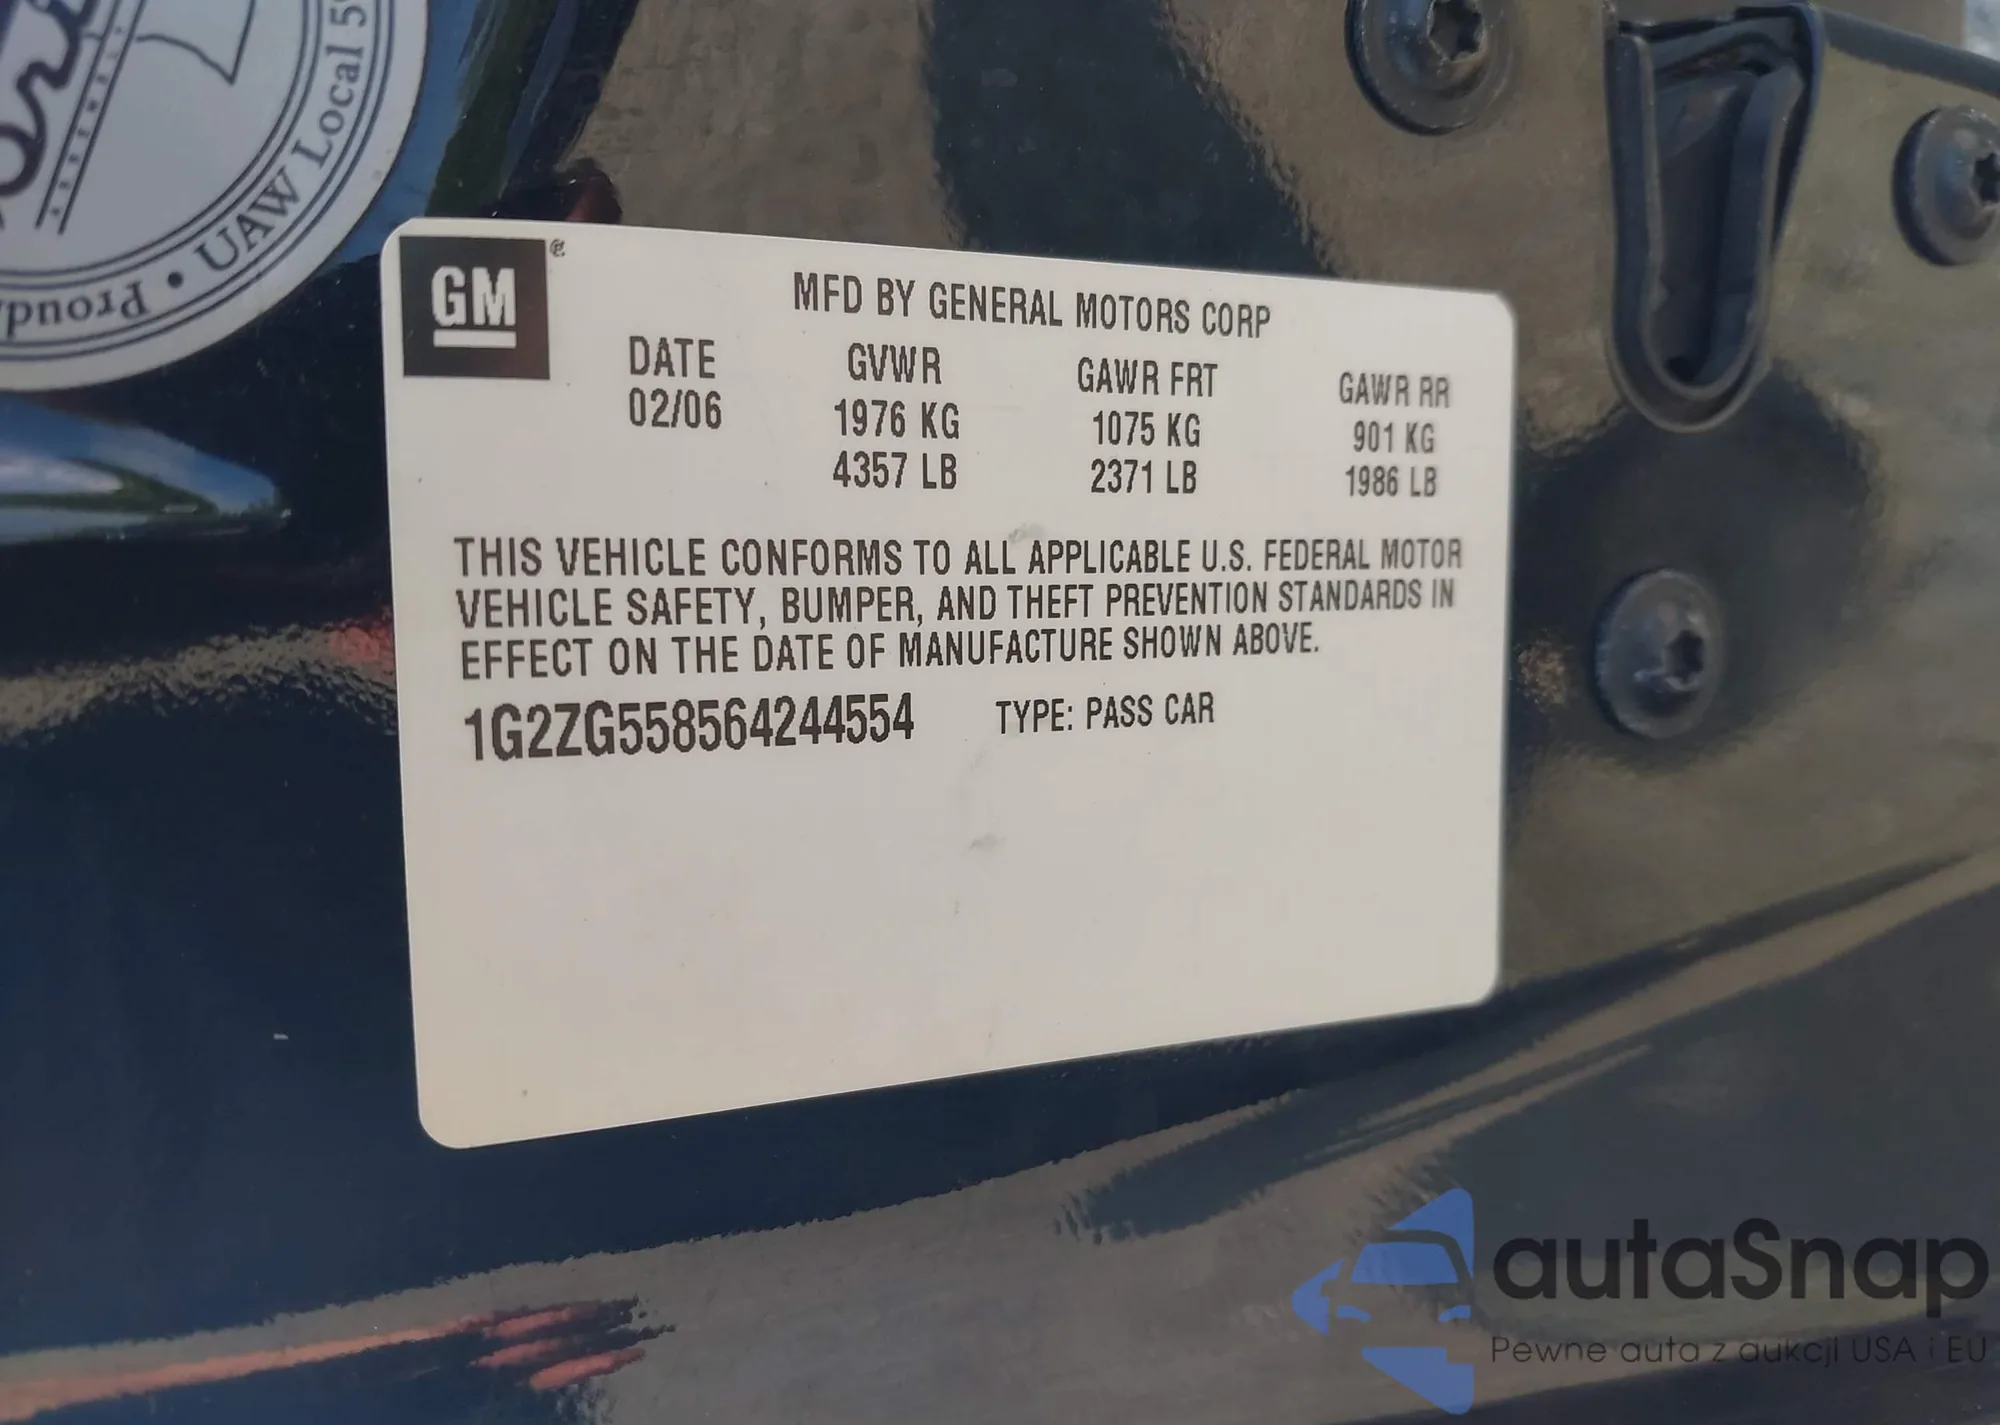 UAW Local 59
Proud
GM
MFD BY GENERAL MOTORS CORP
DATE GVWR GAWR FRT GAWR RR
02/06 1976 KG 1075 KG 901 KG
4357 LB 2371 LB 1986 LB
THIS VEHICLE CONFORMS TO ALL APPLICABLE U.S. FEDERAL MOTOR
VEHICLE SAFETY, BUMPER, AND THEFT PREVENTION STANDARDS IN
EFFECT ON THE DATE OF MANUFACTURE SHOWN ABOVE.
1G2ZG558564244554 TYPE: PASS CAR
autaSnap
Pewne auta z aukcji USA i EU